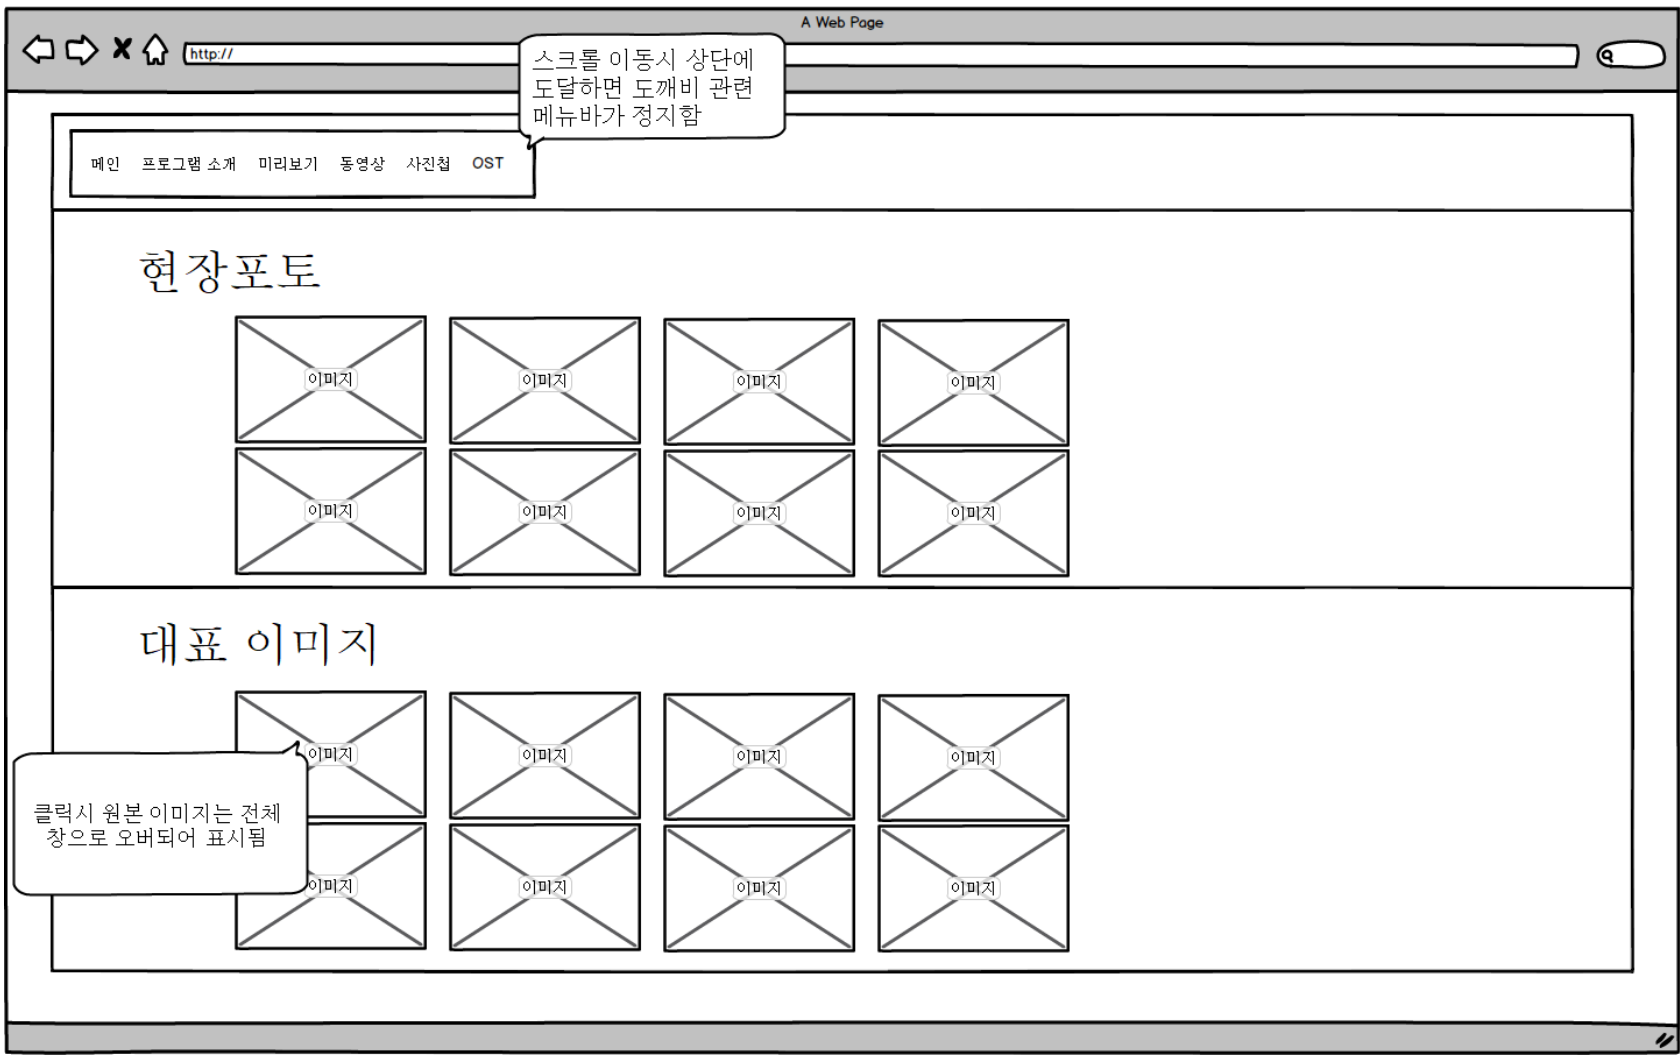 A Web Page
http://
스크롤 이동시 상단에
도달하면 도깨비 관련
메뉴바가 정지함
메인 프로그램 소개 미리보기 동영상 사진첩 OST
현장포토
이미지 이미지 이미지 이미지
이미지 이미지 이미지 이미지
대표 이미지
이미지 이미지 이미지 이미지
클릭시 원본 이미지는 전체
창으로 오버되어 표시됨
이미지 이미지 이미지 이미지